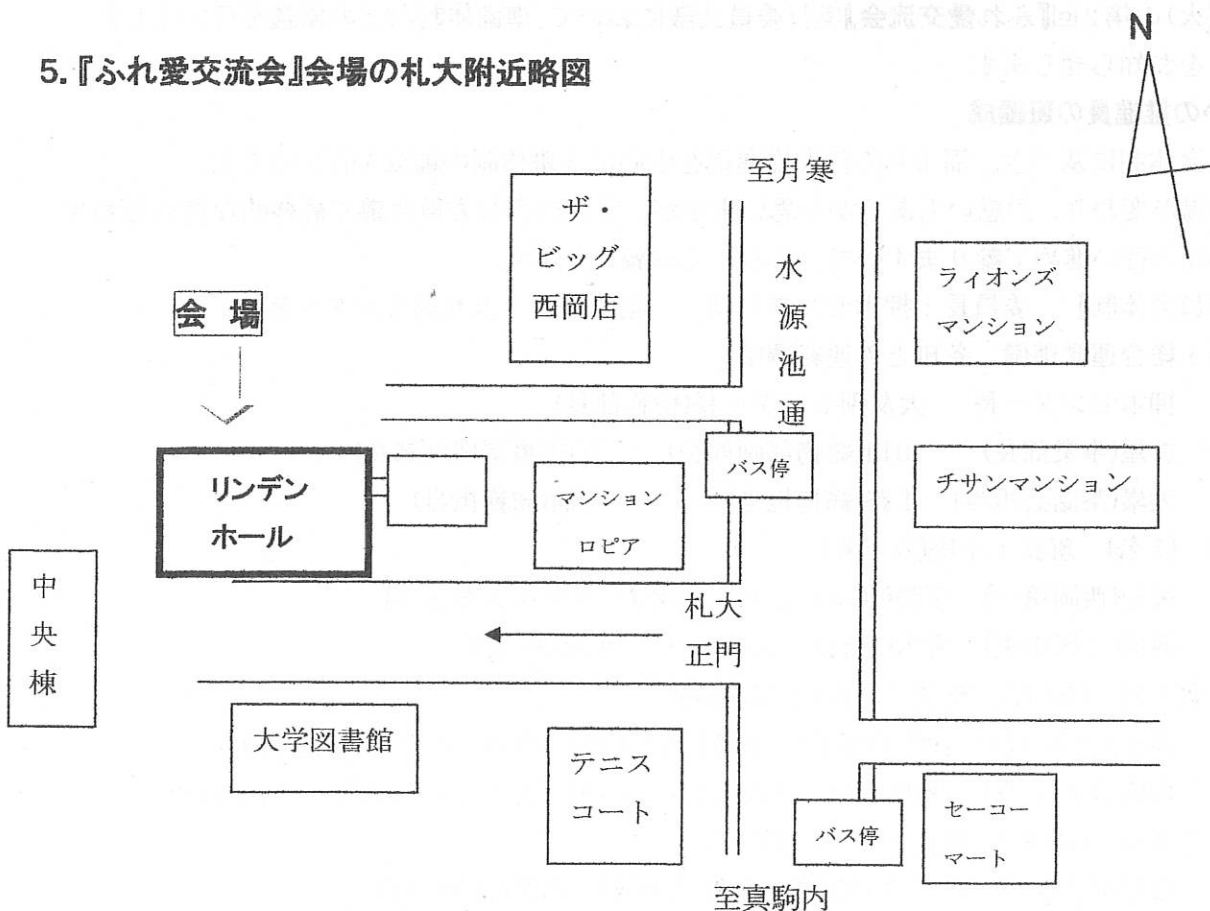 5.『ふれ愛交流会』会場の札大附近略図
N
至月寒
ザ・
ビッグ
西岡店
水源池通
ライオンズ
マンション
会 場
バス停
リンデン
ホール
マンション
ロピア
チサンマンション
中央棟
札大
正門
大学図書館
テニス
コート
バス停
セーコー
マート
至真駒内